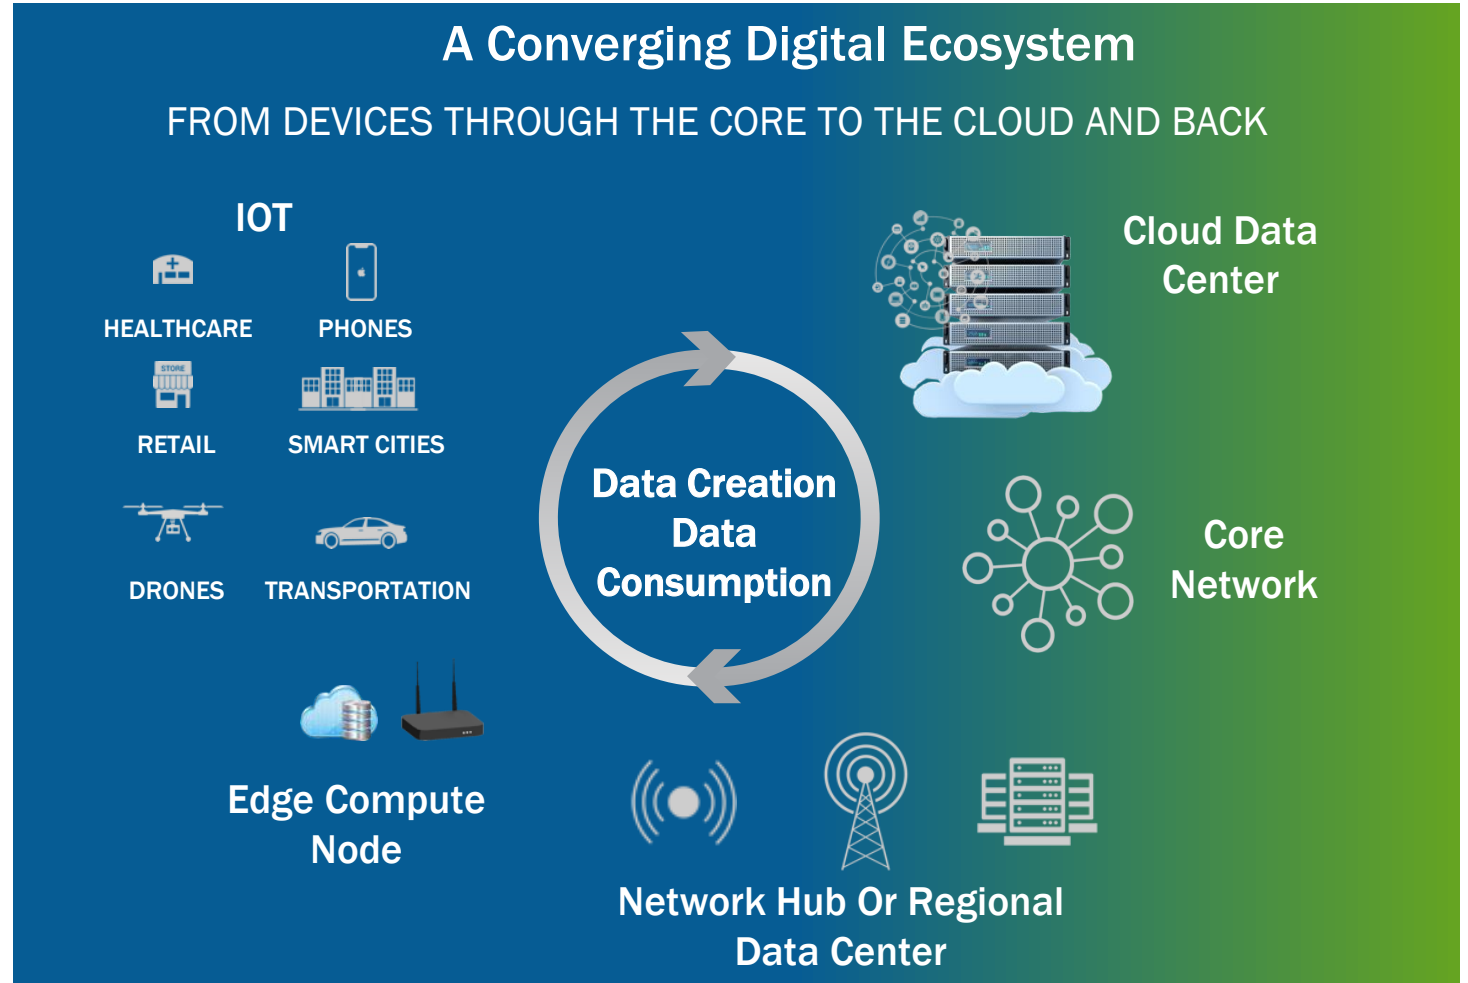 A Converging Digital Ecosystem
FROM DEVICES THROUGH THE CORE TO THE CLOUD AND BACK
IOT
HEALTHCARE
PHONES
STORE
RETAIL
SMART CITIES
DRONES
TRANSPORTATION
Edge Compute
Node
Data Creation
Data
Consumption
Cloud Data
Center
Core
Network
Network Hub Or Regional
Data Center